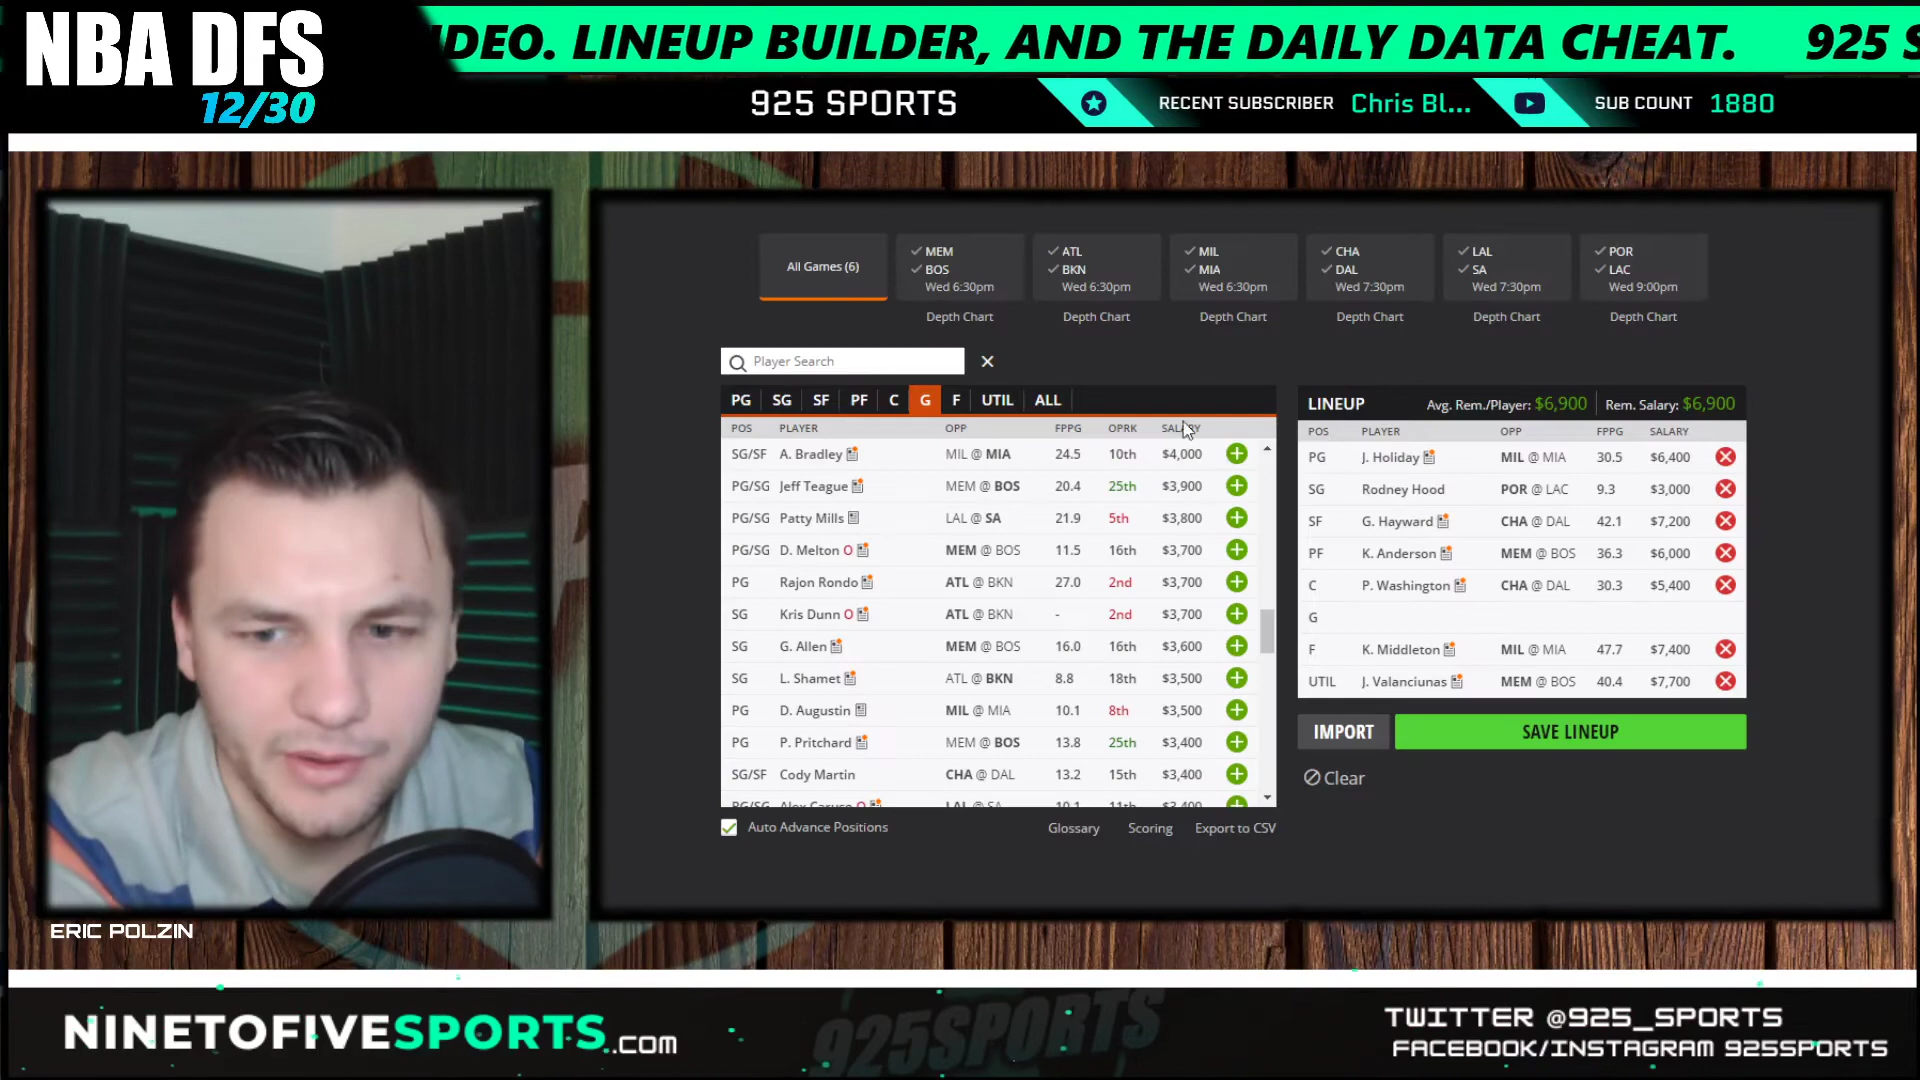 NBA DFS
12/30
IDEO. LINEUP BUILDER, AND THE DAILY DATA CHEAT. 925 S
925 SPORTS
RECENT SUBSCRIBER Chris Bl...
SUB COUNT 1880
All Games (6)
MEM
BOS
Wed 6:30pm
Depth Chart
ATL
BKN
Wed 6:30pm
Depth Chart
MIL
MIA
Wed 6:30pm
Depth Chart
CHA
DAL
Wed 7:30pm
Depth Chart
LAL
SA
Wed 7:30pm
Depth Chart
POR
LAC
Wed 9:00pm
Depth Chart
Player Search
PG SG SF PF C G F UTIL ALL
POS PLAYER OPP FPPG OPRK SALARY
SG/SF A. Bradley MIL @ MIA 24.5 10th $4,000
PG/SG Jeff Teague MEM @ BOS 20.4 25th $3,900
PG/SG Patty Mills LAL @ SA 21.9 5th $3,800
PG/SG D. Melton O MEM @ BOS 11.5 16th $3,700
PG Rajon Rondo ATL @ BKN 27.0 2nd $3,700
SG Kris Dunn O ATL @ BKN - 2nd $3,700
SG G. Allen MEM @ BOS 16.0 16th $3,600
SG L. Shamet ATL @ BKN 8.8 18th $3,500
PG D. Augustin MIL @ MIA 10.1 8th $3,500
PG P. Pritchard MEM @ BOS 13.8 25th $3,400
SG/SF Cody Martin CHA @ DAL 13.2 15th $3,400
PG/SG Alex Caruso O LAL @ SA 10.1 11th $3,400
Auto Advance Positions
Glossary Scoring Export to CSV
LINEUP Avg. Rem./Player: $6,900 Rem. Salary: $6,900
POS PLAYER OPP FPPG SALARY
PG J. Holiday MIL @ MIA 30.5 $6,400
SG Rodney Hood POR @ LAC 9.3 $3,000
SF G. Hayward CHA @ DAL 42.1 $7,200
PF K. Anderson MEM @ BOS 36.3 $6,000
C P. Washington CHA @ DAL 30.3 $5,400
G
F K. Middleton MIL @ MIA 47.7 $7,400
UTIL J. Valanciunas MEM @ BOS 40.4 $7,700
IMPORT SAVE LINEUP
Clear
ERIC POLZIN
NINETOFIVESPORTS.com
925SPORTS
TWITTER @925_SPORTS
FACEBOOK/INSTAGRAM 925SPORTS